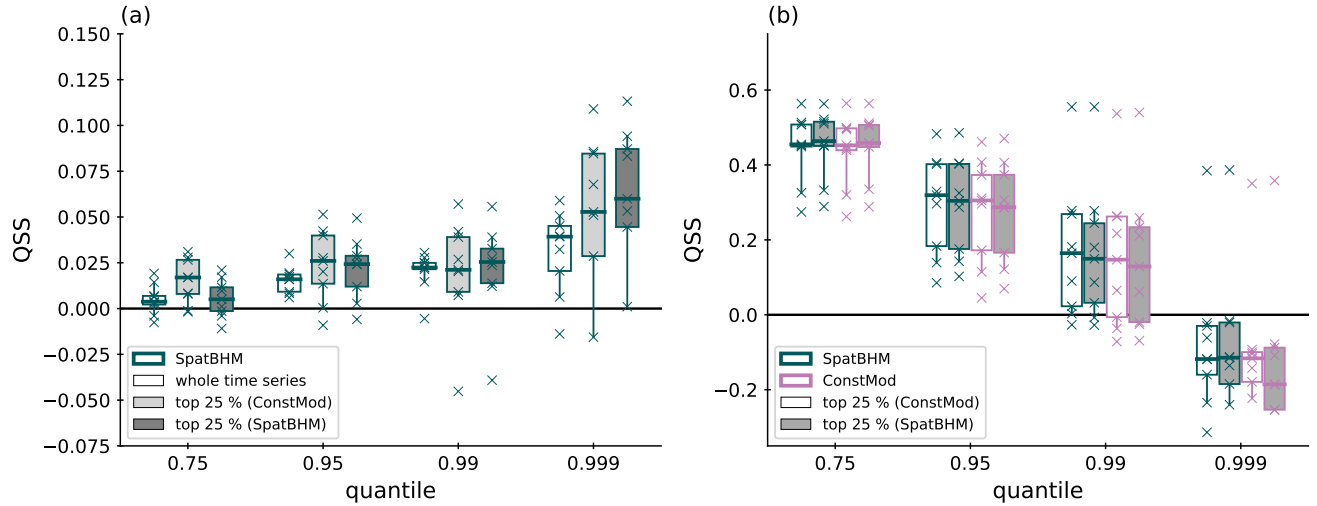 (a)
QSS
0.150
0.125
0.100
0.075
0.050
0.025
0.000
−0.025
−0.050
−0.075
SpatBHM
whole time series
top 25 % (ConstMod)
top 25 % (SpatBHM)
0.75 0.95 0.99 0.999
quantile
(b)
QSS
0.6
0.4
0.2
0.0
−0.2
SpatBHM
ConstMod
top 25 % (ConstMod)
top 25 % (SpatBHM)
0.75 0.95 0.99 0.999
quantile